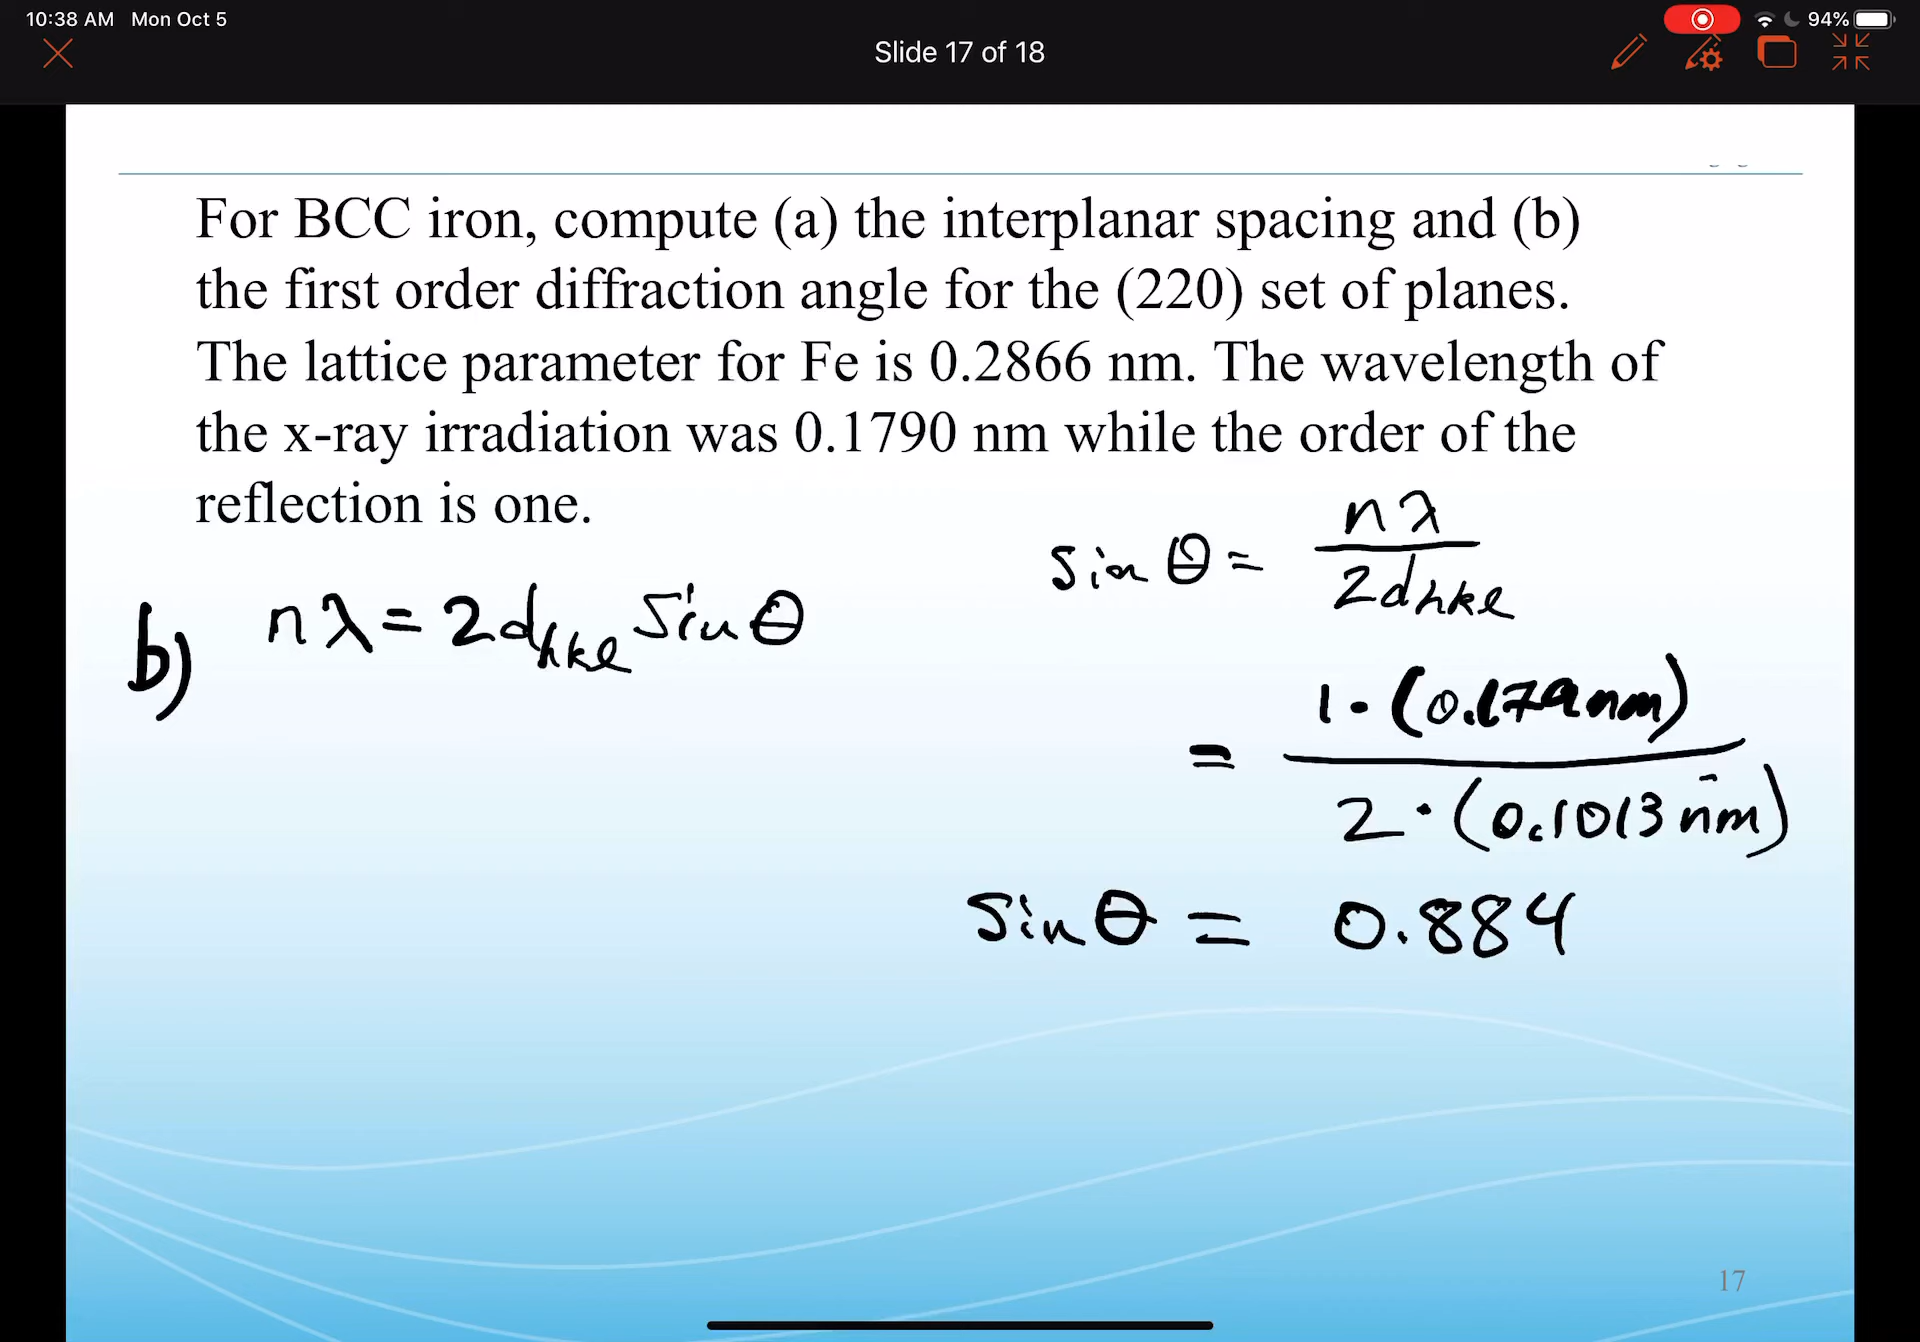 10:38 AM Mon Oct 5
94%
Slide 17 of 18
For BCC iron, compute (a) the interplanar spacing and (b)
the first order diffraction angle for the (220) set of planes.
The lattice parameter for Fe is 0.2866 nm. The wavelength of
the x-ray irradiation was 0.1790 nm while the order of the
reflection is one.
b) nλ = 2d_hkl Sin θ
Sin θ = nλ / 2d_hkl
= 1 · (0.179nm) / 2 · (0.1013 nm)
Sin θ = 0.884
17